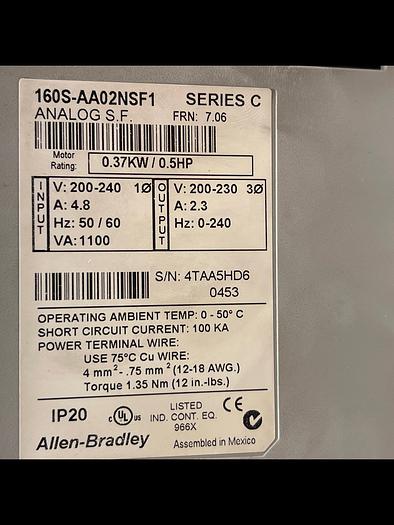 160S-AA02NSF1 SERIES C
ANALOG S.F. FRN: 7.06
Motor Rating: 0.37KW / 0.5HP
INPUT
V: 200-240 1Ø
A: 4.8
Hz: 50 / 60
VA: 1100
OUTPUT
V: 200-230 3Ø
A: 2.3
Hz: 0-240
S/N: 4TAA5HD6
0453
OPERATING AMBIENT TEMP: 0 - 50° C
SHORT CIRCUIT CURRENT: 100 KA
POWER TERMINAL WIRE:
USE 75°C Cu WIRE:
4 mm² - .75 mm² (12-18 AWG.)
Torque 1.35 Nm (12 in.-lbs.)
IP20
c UL US
LISTED
IND. CONT. EQ.
966X
CE
Allen-Bradley
Assembled in Mexico